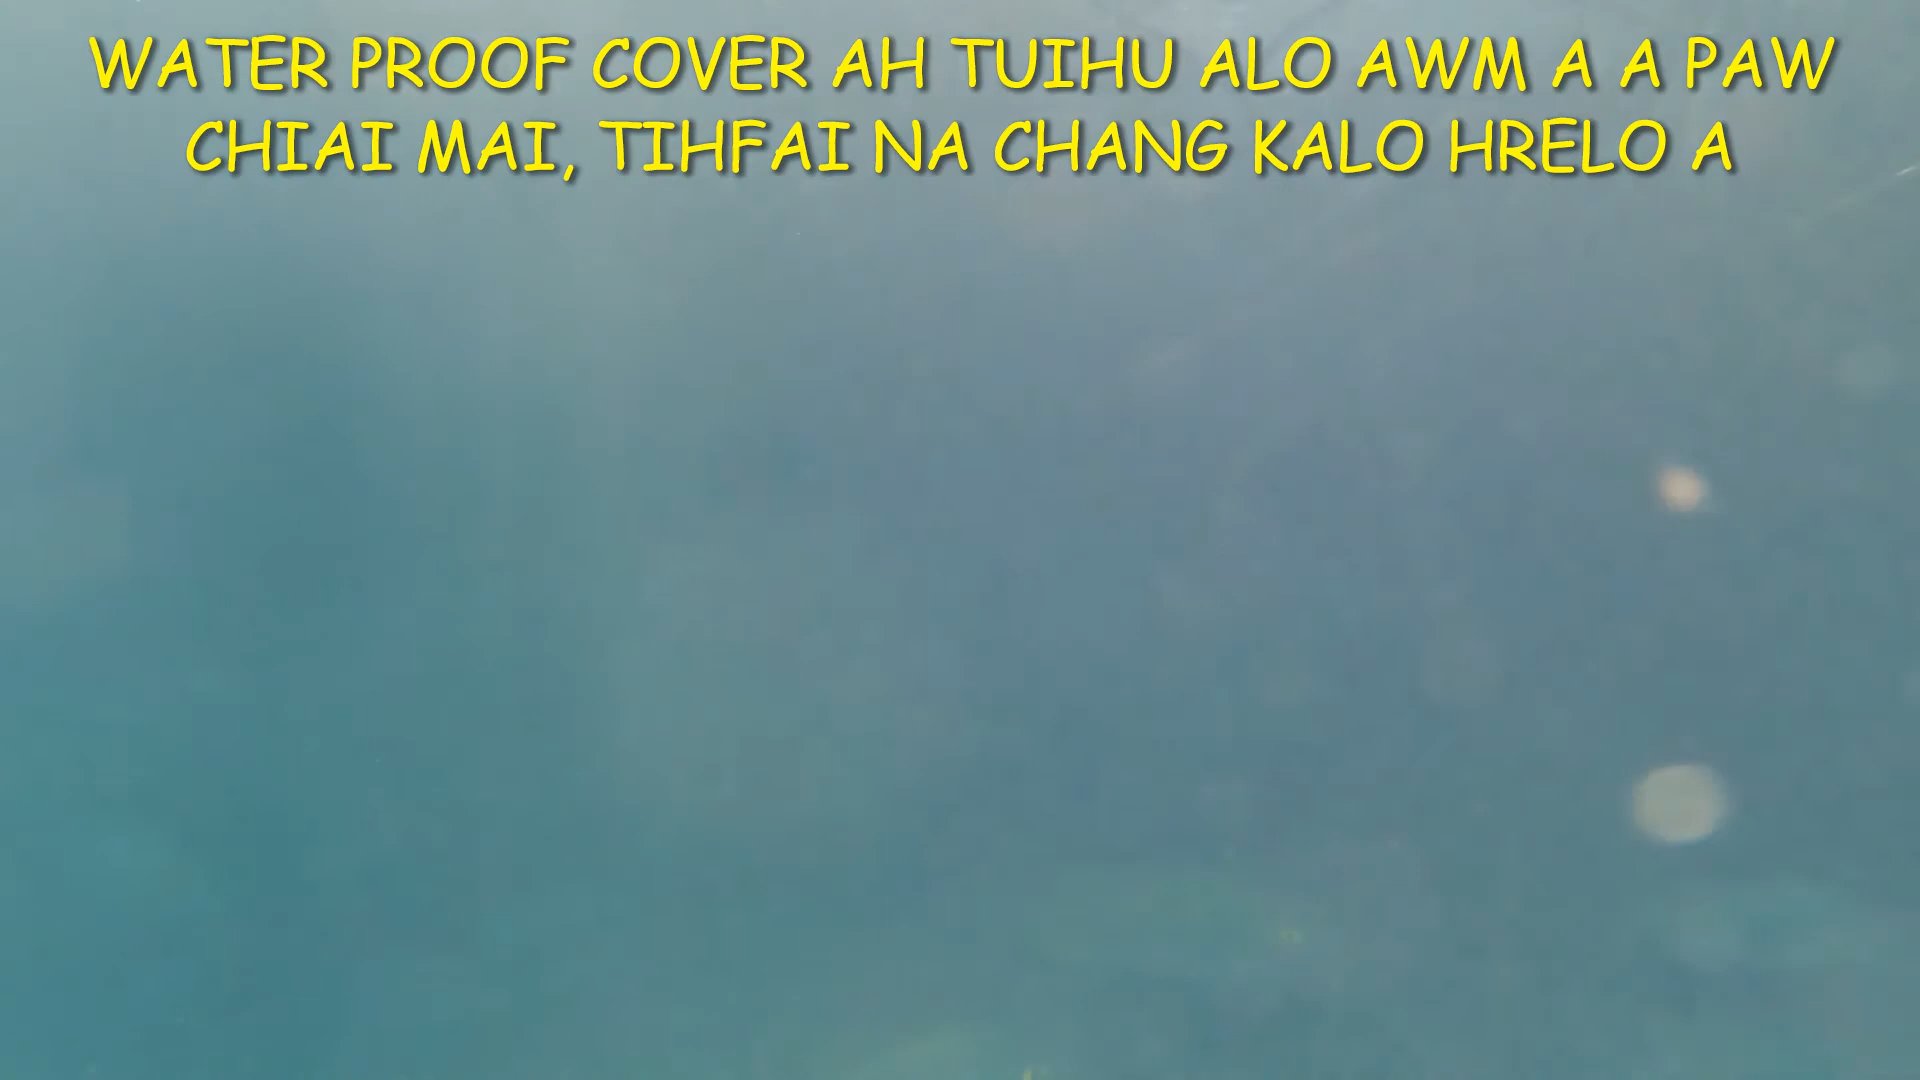 WATER PROOF COVER AH TUIHU ALO AWM A A PAW
CHIAI MAI, TIHFAI NA CHANG KALO HRELO A